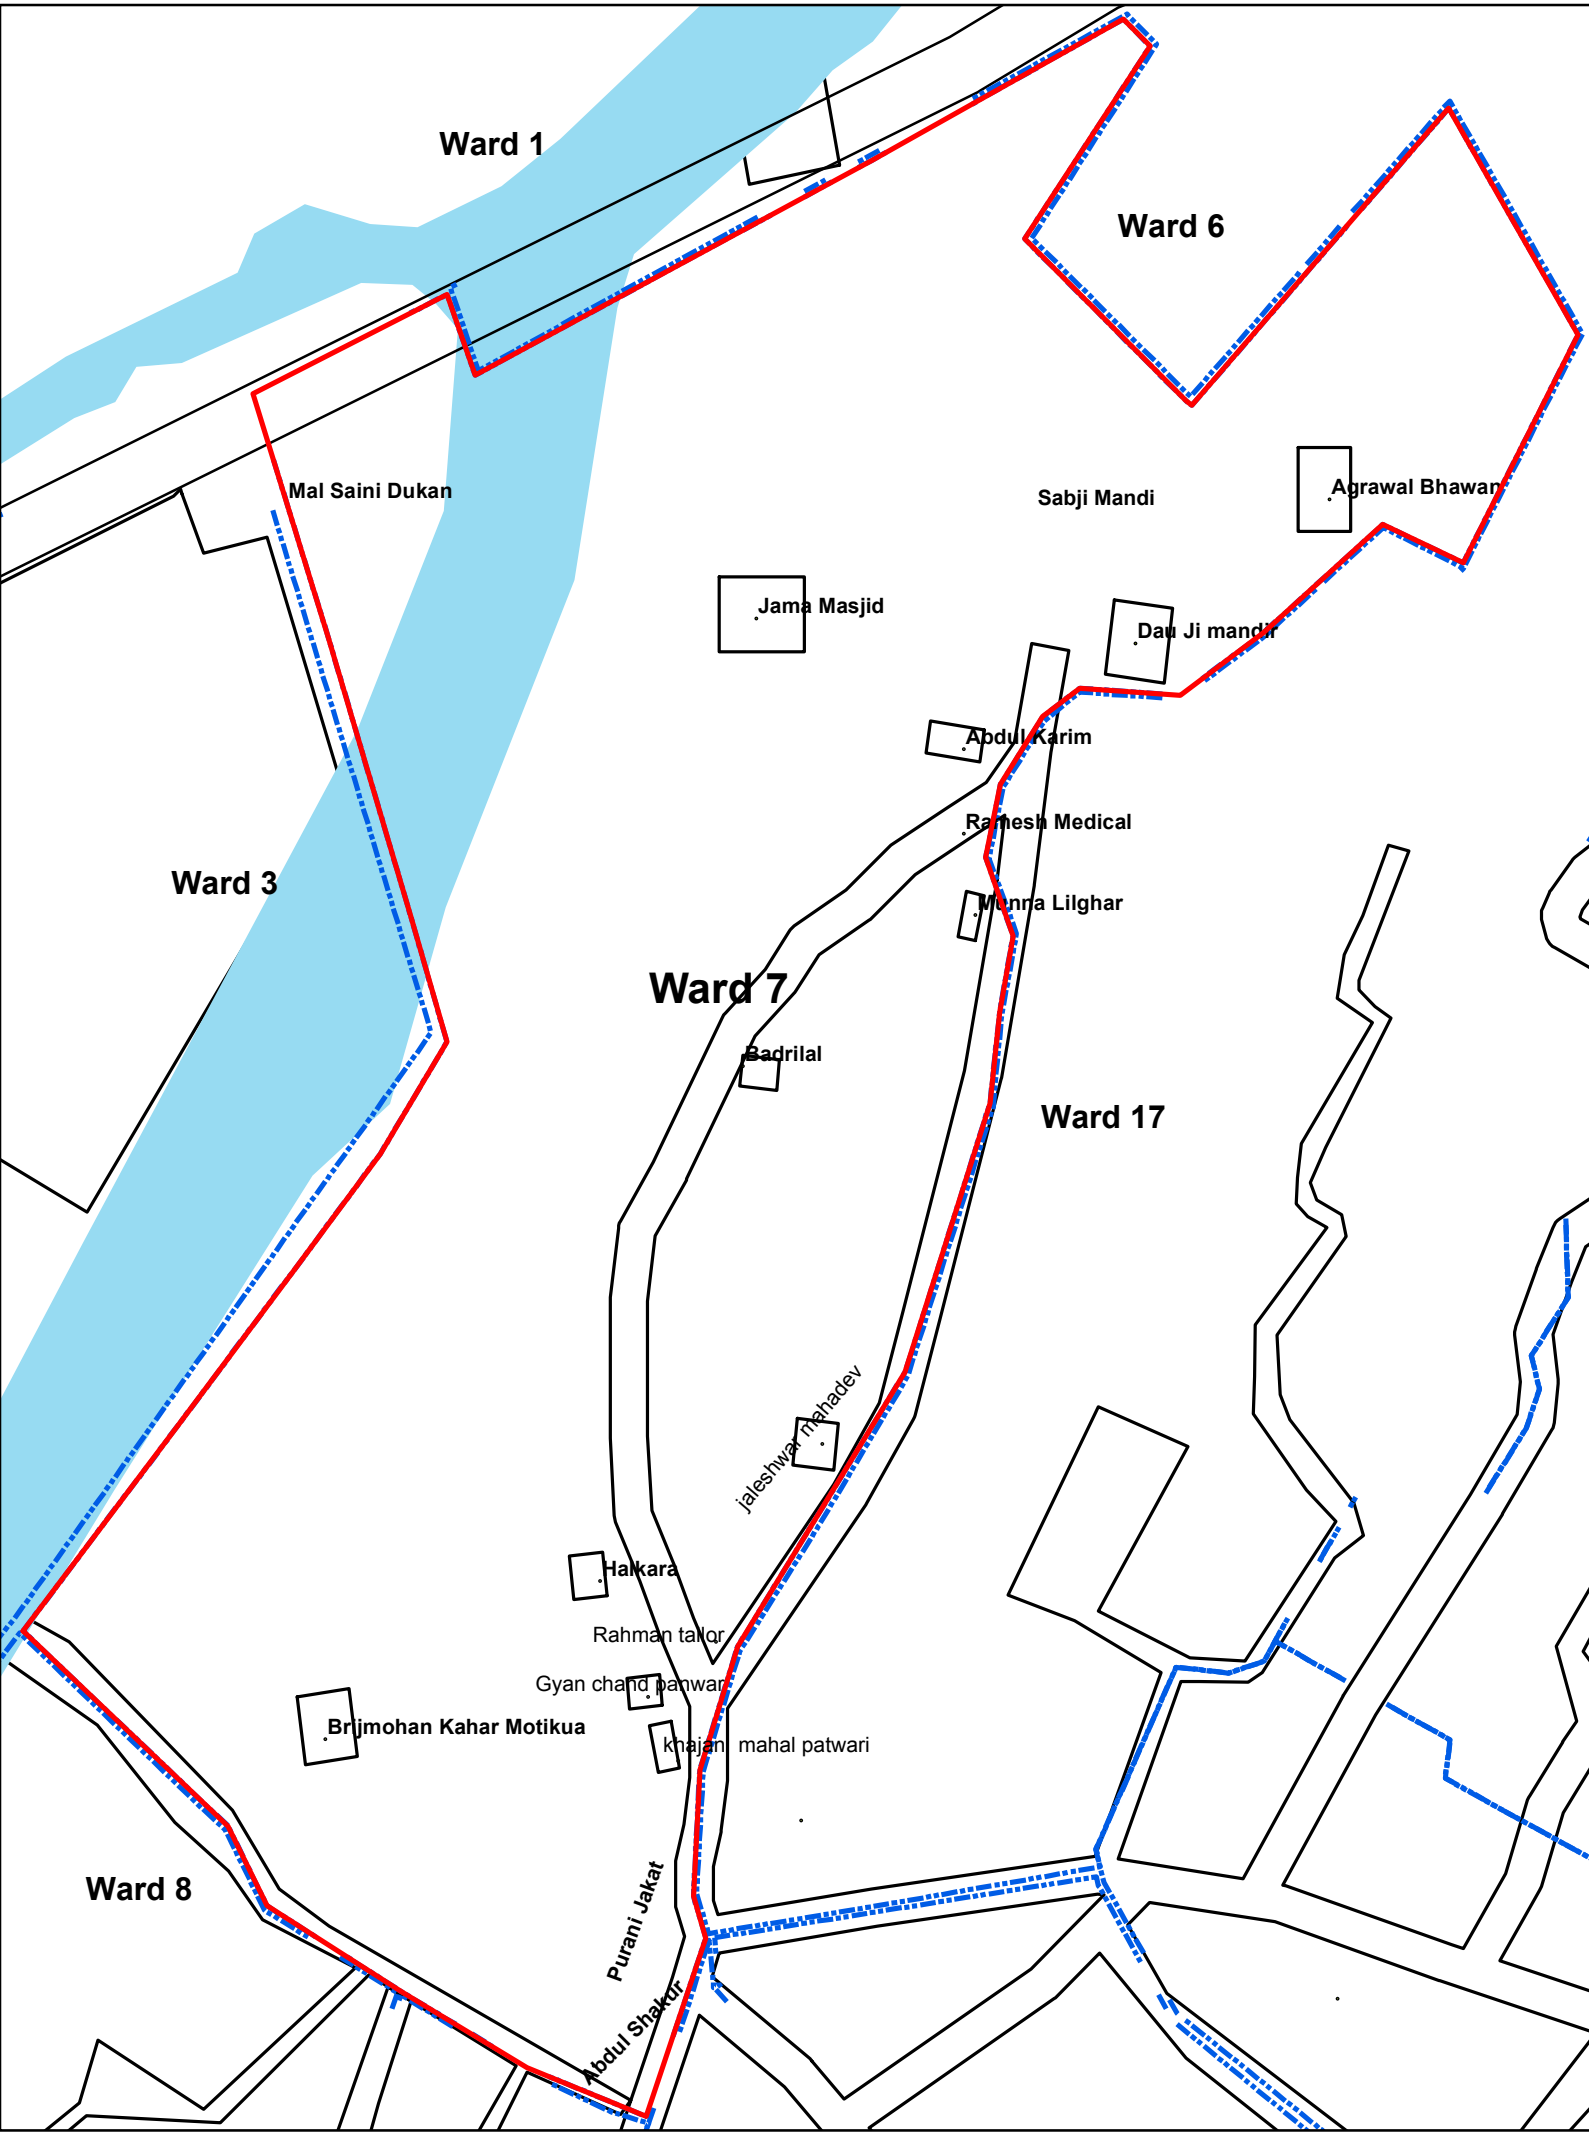 Ward 1
Ward 6
Mal Saini Dukan
Sabji Mandi
Agrawal Bhawan
Jama Masjid
Dau Ji mandir
Abdul Karim
Ramesh Medical
Ward 3
Munna Lilghar
Ward 7
Badrilal
Ward 17
jaleshwar mahadev
Halkara
Rahman tailor
Gyan chand panwar
Brijmohan Kahar Motikua
khajan mahal patwari
Ward 8
Purani Jakat
Abdul Shakur